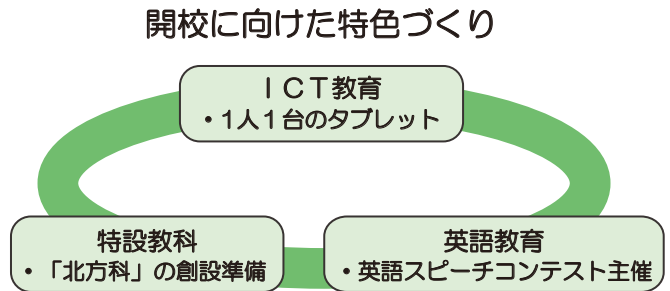 開校に向けた特色づくり
ＩＣＴ教育
・１人１台のタブレット
特設教科
・「北方科」の創設準備
英語教育
・英語スピーチコンテスト主催